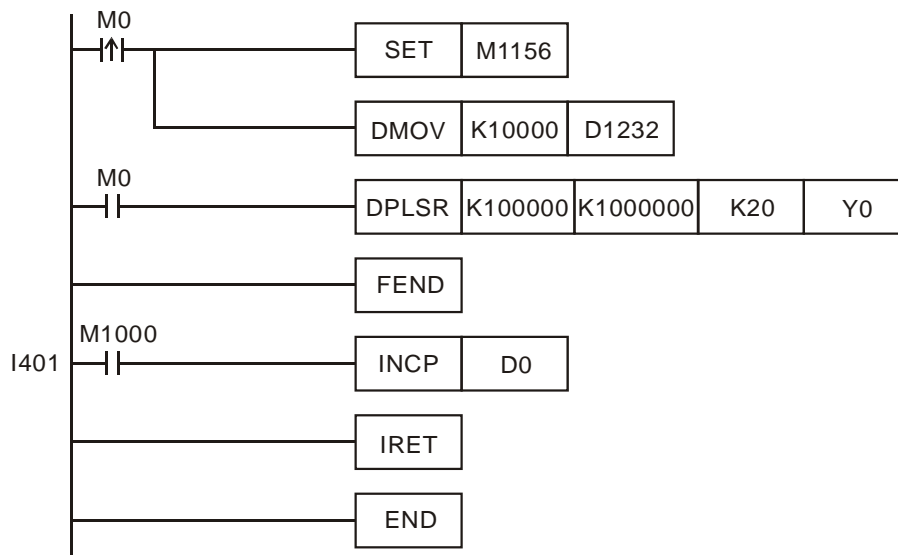 M0
SET M1156
DMOV K10000 D1232
M0
DPLSR K100000 K1000000 K20 Y0
FEND
M1000
I401 INCP D0
IRET
END